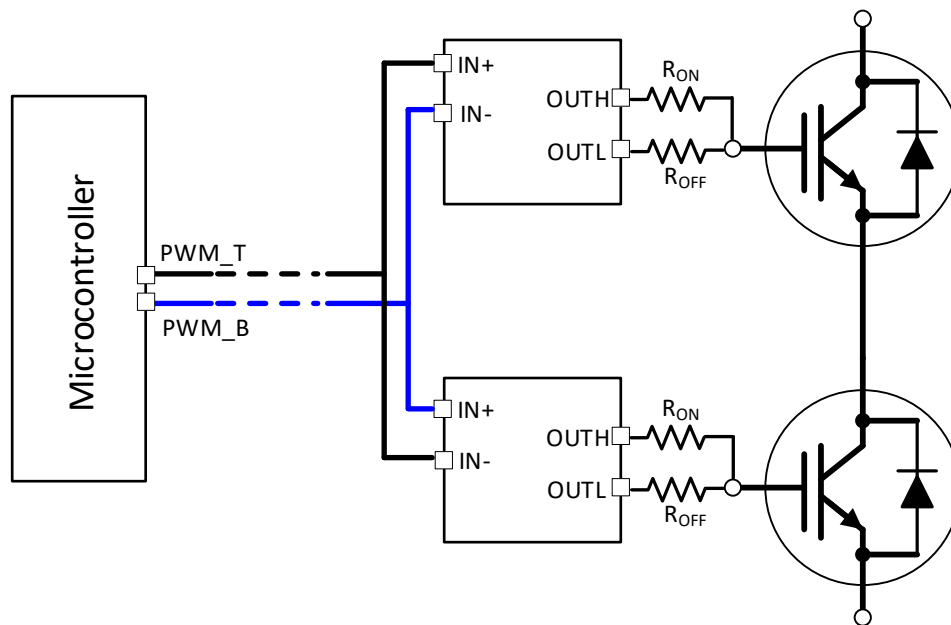 Microcontroller
PWM_T
PWM_B
IN+
IN-
OUTH
OUTL
RON
ROFF
IN+
IN-
OUTH
OUTL
RON
ROFF